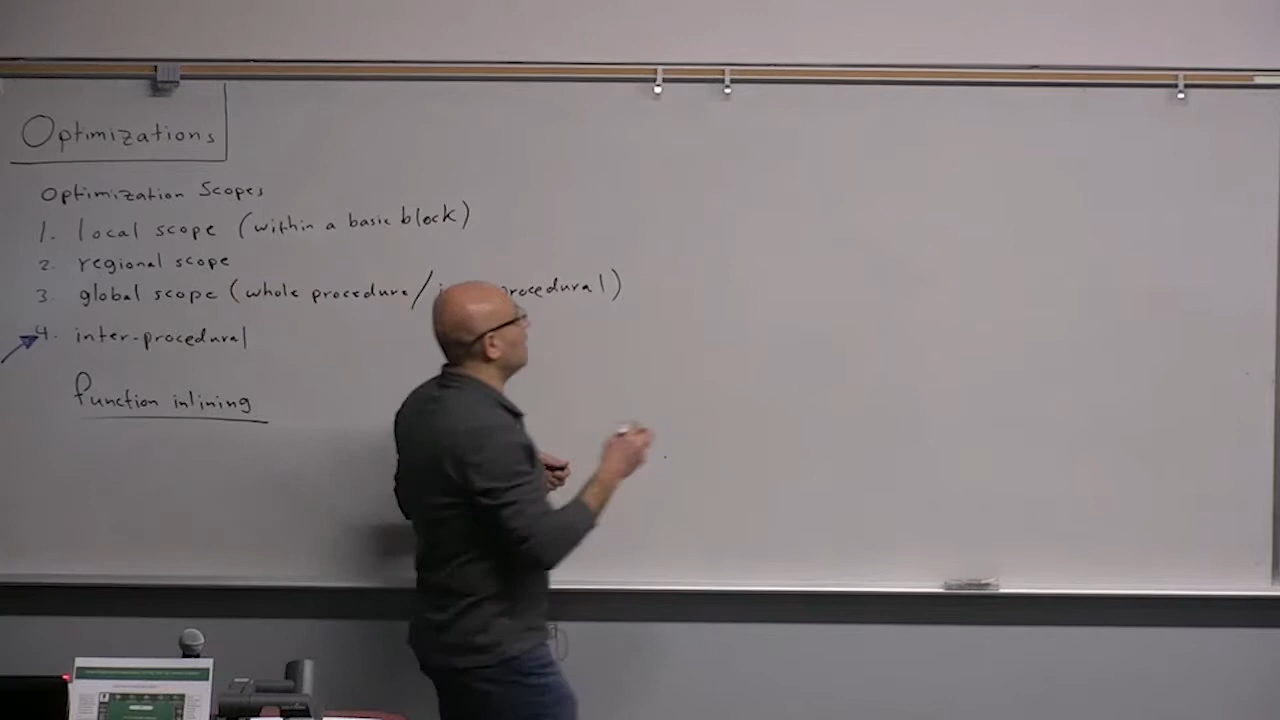 Optimizations
Optimization Scopes
1. local scope (within a basic block)
2. regional scope
3. global scope (whole procedure/ procedural)
4. inter-procedural
function inlining